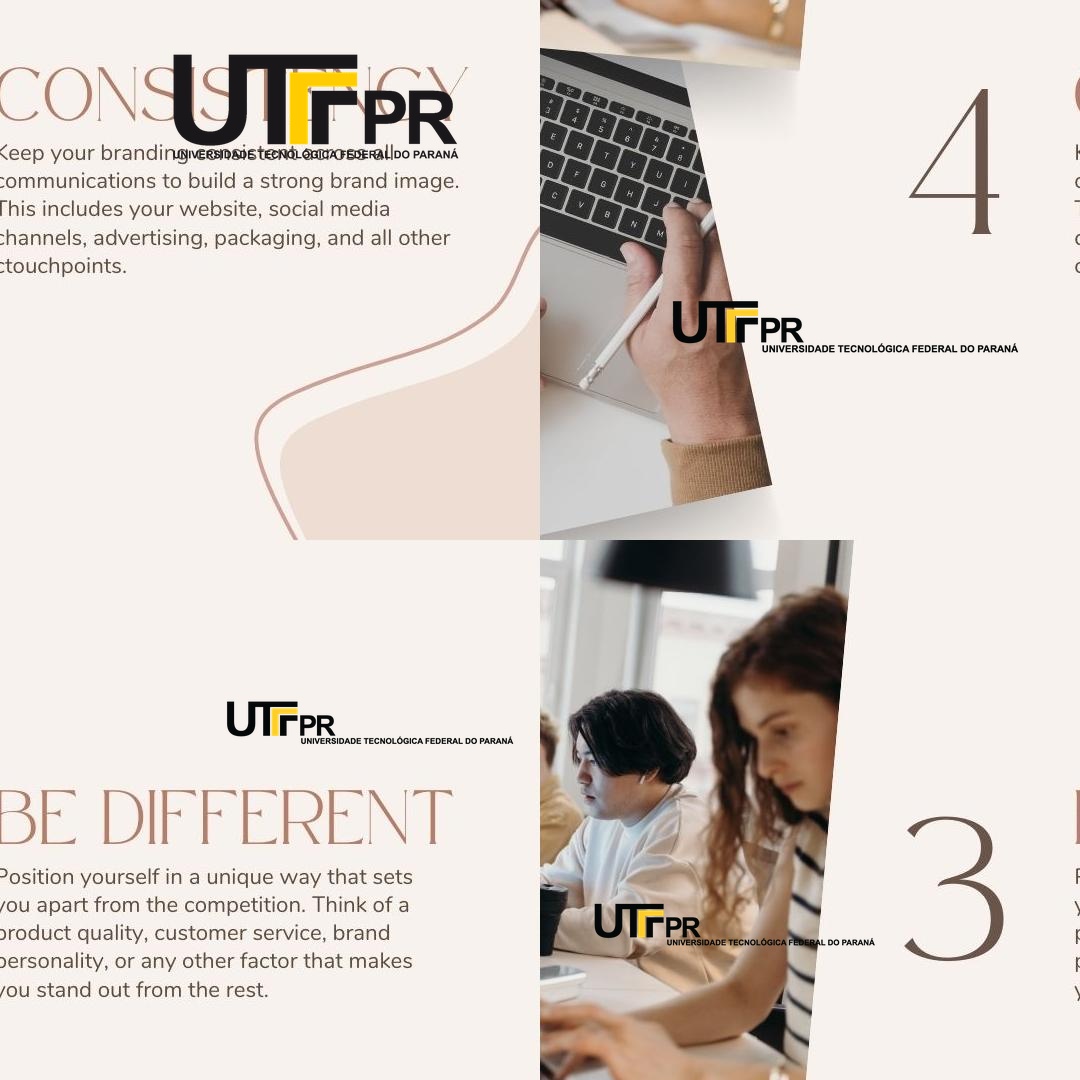 CONSISTENCY
UTFPR
UNIVERSIDADE TECNOLÓGICA FEDERAL DO PARANÁ
Keep your branding consistent across all
communications to build a strong brand image.
This includes your website, social media
channels, advertising, packaging, and all other
ctouchpoints.
4
UTFPR
UNIVERSIDADE TECNOLÓGICA FEDERAL DO PARANÁ
UTFPR
UNIVERSIDADE TECNOLÓGICA FEDERAL DO PARANÁ
BE DIFFERENT
Position yourself in a unique way that sets
you apart from the competition. Think of a
product quality, customer service, brand
personality, or any other factor that makes
you stand out from the rest.
UTFPR
UNIVERSIDADE TECNOLÓGICA FEDERAL DO PARANÁ
3